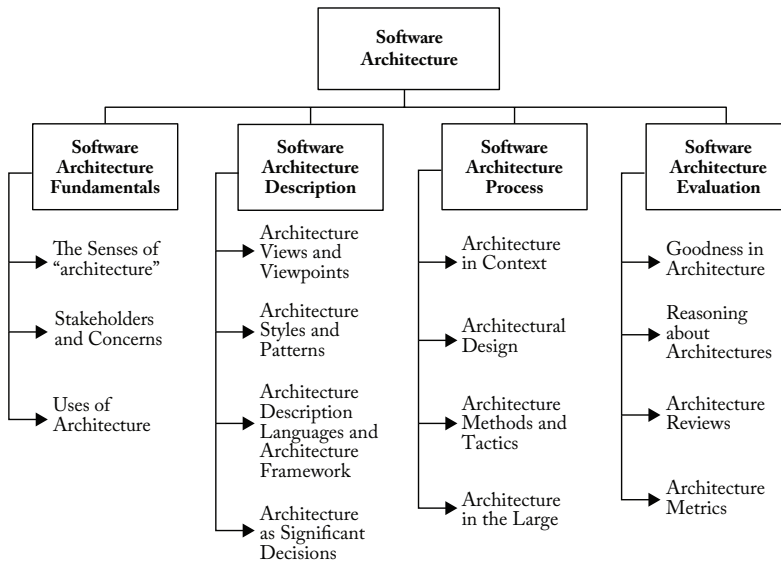 Software
Architecture
Software
Architecture
Fundamentals
The Senses of
“architecture”
Stakeholders
and Concerns
Uses of
Architecture
Software
Architecture
Description
Architecture
Views and
Viewpoints
Architecture
Styles and
Patterns
Architecture
Description
Languages and
Architecture
Framework
Architecture
as Significant
Decisions
Software
Architecture
Process
Architecture
in Context
Architectural
Design
Architecture
Methods and
Tactics
Architecture
in the Large
Software
Architecture
Evaluation
Goodness in
Architecture
Reasoning
about
Architectures
Architecture
Reviews
Architecture
Metrics